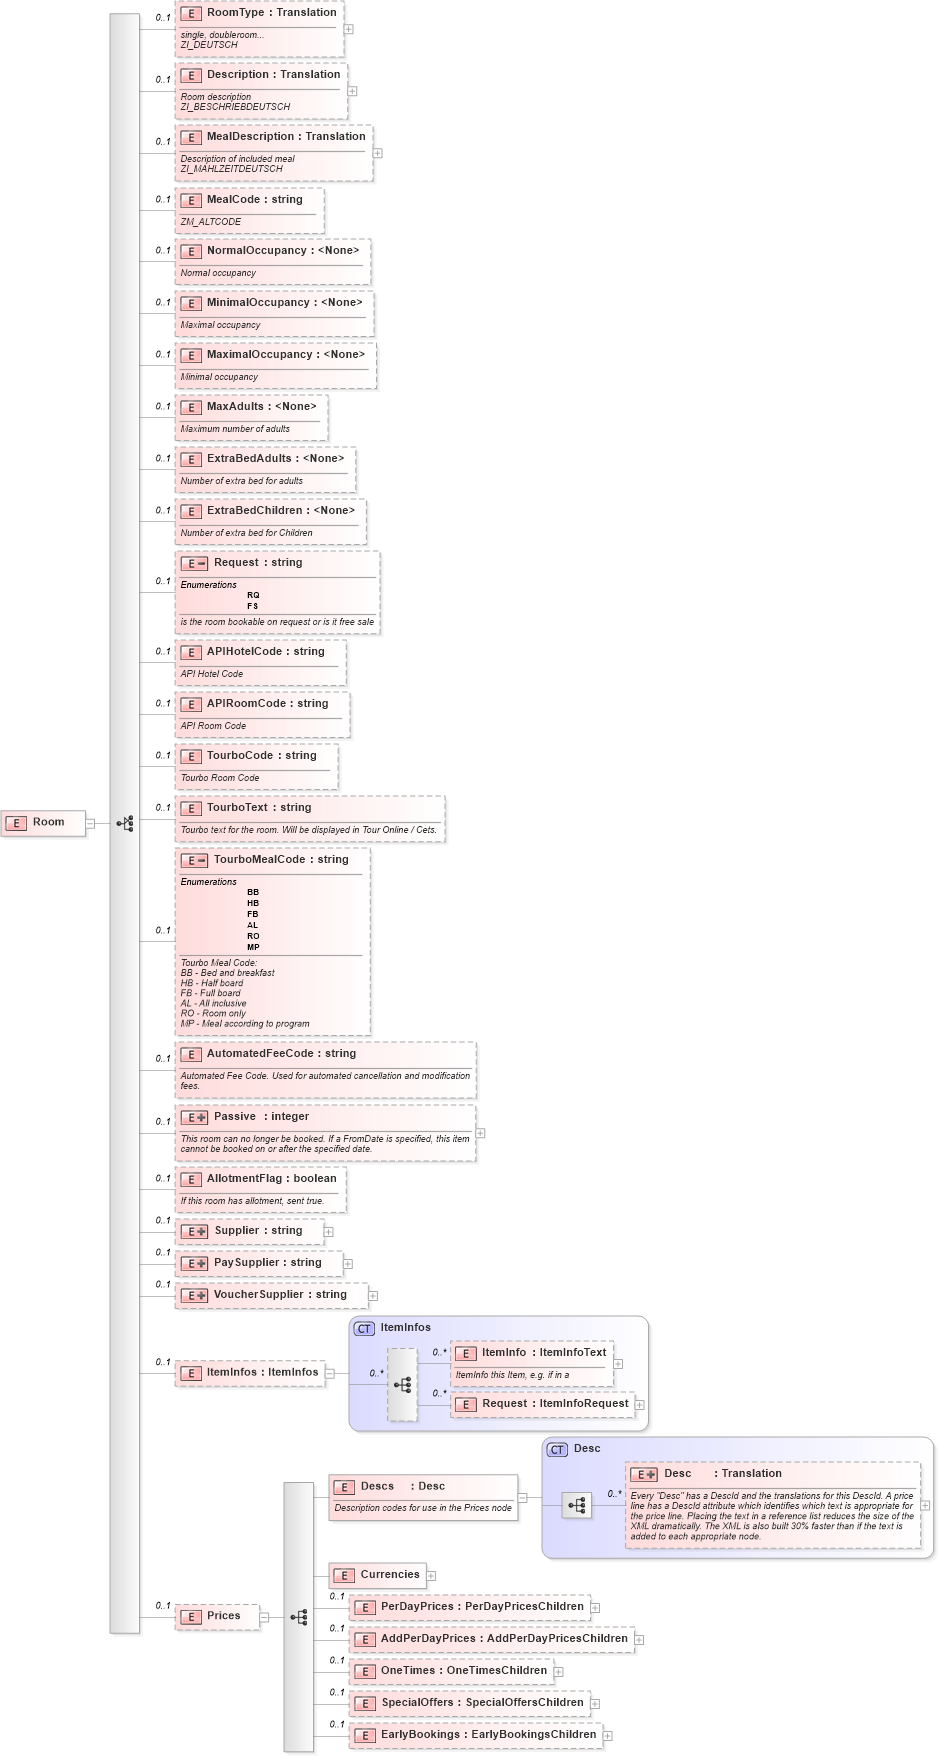 0..1
E RoomType : Translation
single, doubleroom...
ZI_DEUTSCH
0..1
E Description : Translation
Room description
ZI_BESCHRIEBDEUTSCH
0..1
E MealDescription : Translation
Description of included meal
ZI_MAHLZEITDEUTSCH
0..1
E MealCode : string
ZM_ALTCODE
0..1
E NormalOccupancy : <None>
Normal occupancy
0..1
E MinimalOccupancy : <None>
Maximal occupancy
0..1
E MaximalOccupancy : <None>
Minimal occupancy
0..1
E MaxAdults : <None>
Maximum number of adults
0..1
E ExtraBedAdults : <None>
Number of extra bed for adults
0..1
E ExtraBedChildren : <None>
Number of extra bed for Children
0..1
E Request : string
Enumerations
RQ
FS
is the room bookable on request or is it free sale
0..1
E APIHotelCode : string
API Hotel Code
0..1
E APIRoomCode : string
API Room Code
0..1
E TourboCode : string
Tourbo Room Code
0..1
E TourboText : string
Tourbo text for the room. Will be displayed in Tour Online / Cets.
E Room
0..1
E TourboMealCode : string
Enumerations
BB
HB
FB
AL
RO
MP
Tourbo Meal Code:
BB - Bed and breakfast
HB - Half board
FB - Full board
AL - All inclusive
RO - Room only
MP - Meal according to program
0..1
E AutomatedFeeCode : string
Automated Fee Code. Used for automated cancellation and modification
fees.
0..1
E Passive : integer
This room can no longer be booked. If a FromDate is specified, this item
cannot be booked on or after the specified date.
0..1
E AllotmentFlag : boolean
If this room has allotment, sent true.
0..1
E Supplier : string
0..1
E PaySupplier : string
0..1
E VoucherSupplier : string
0..1
E ItemInfos : ItemInfos
CT ItemInfos
0..*
0..*
E ItemInfo : ItemInfoText
ItemInfo this Item, e.g. if in a
0..*
E Request : ItemInfoRequest
0..1
E Prices
E Descs : Desc
Description codes for use in the Prices node
CT Desc
0..*
E Desc : Translation
Every "Desc" has a DescId and the translations for this DescId. A price
line has a DescId attribute which identifies which text is appropriate for
the price line. Placing the text in a reference list reduces the size of the
XML dramatically. The XML is also built 30% faster than if the text is
added to each appropriate node.
E Currencies
0..1
E PerDayPrices : PerDayPricesChildren
0..1
E AddPerDayPrices : AddPerDayPricesChildren
0..1
E OneTimes : OneTimesChildren
0..1
E SpecialOffers : SpecialOffersChildren
0..1
E EarlyBookings : EarlyBookingsChildren